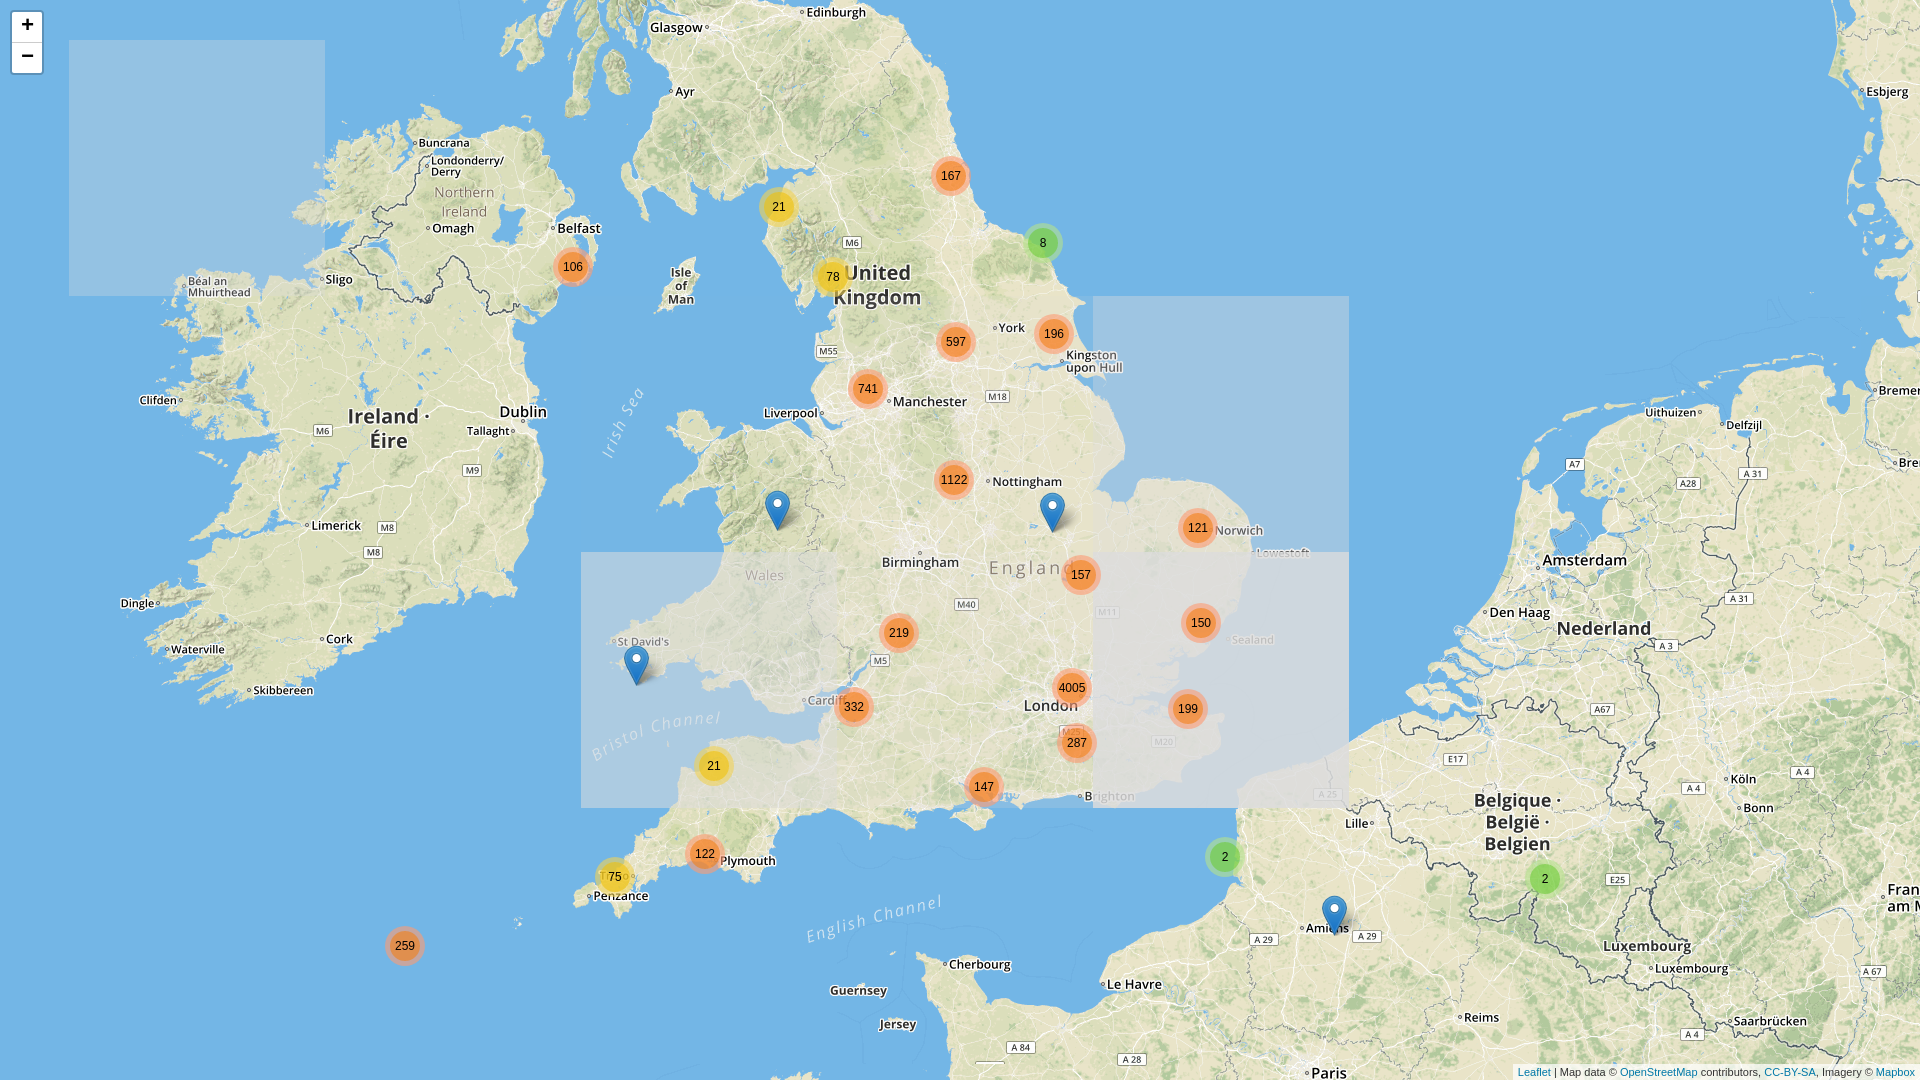 +
−
Edinburgh
Glasgow
Ayr
Esbjerg
Buncrana
Londonderry/
Derry
Northern
Ireland
Omagh
Belfast
167
21
8
M6
106
78
United
Kingdom
Isle
of
Man
Sligo
Béal an
Mhuirthead
York
196
597
M55
Kingston
upon Hull
741
Manchester
M18
Liverpool
Irish Sea
Clifden
Ireland ·
Éire
Dublin
Tallaght
M6
M9
Bremer
Uithuizen
Delfzijl
A7
A 31
A28
1122
Nottingham
Limerick
M8
M8
121
Norwich
Lowestoft
Birmingham
England
157
Wales
Amsterdam
Dingle
M40
M11
Den Haag
A 31
219
150
Nederland
Cork
St David's
Sealand
A 3
Waterville
M5
Skibbereen
4005
London
Cardiff
332
199
A67
Bristol Channel
M25
287
M20
E17
21
147
Brighton
A 25
Köln
A 4
A 4
Bonn
Belgique ·
België ·
Belgien
Lille
122
Plymouth
2
75
Penzance
2
E25
Fran
am M
English Channel
Amiens
A 29
A 29
259
Luxembourg
Luxembourg
A 67
Cherbourg
Le Havre
Guernsey
Jersey
Reims
Saarbrücken
A 4
A 84
A 28
Paris
Leaflet | Map data © OpenStreetMap contributors, CC-BY-SA, Imagery © Mapbox